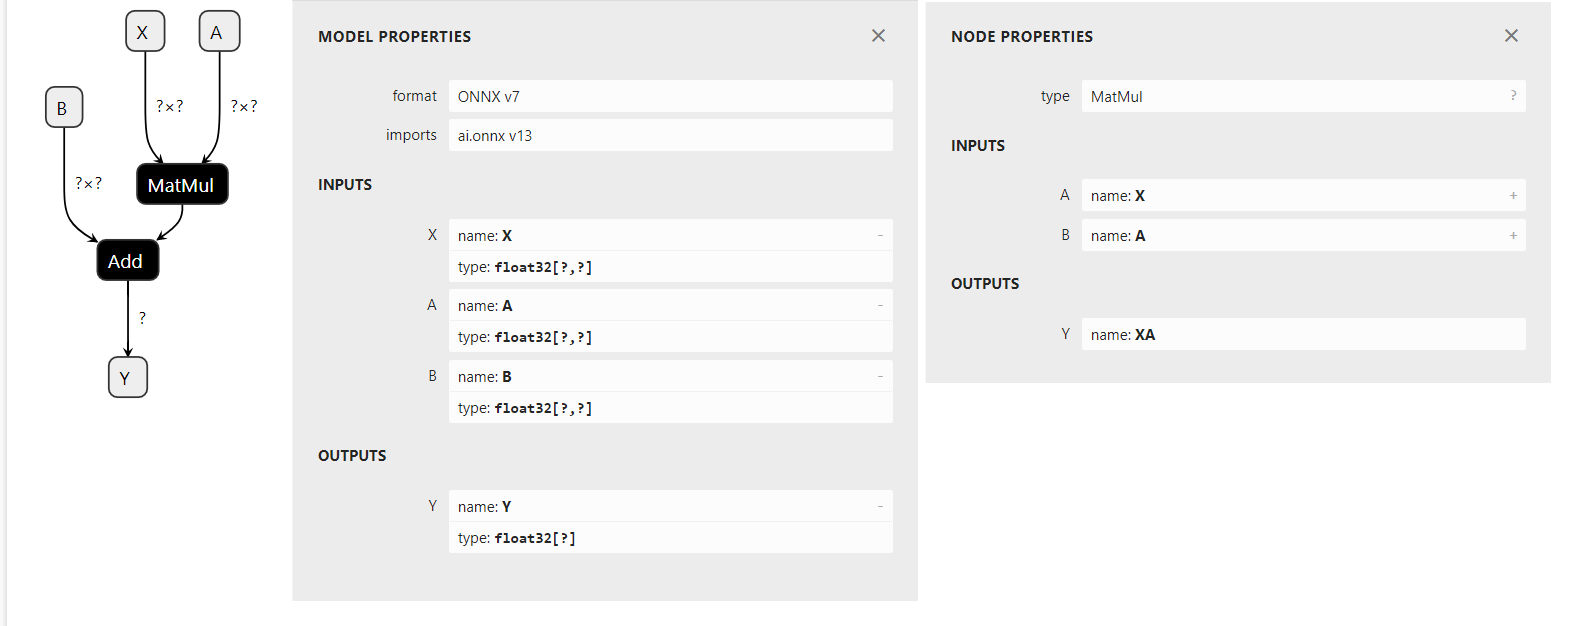 X
A
B
?×?
?×?
?×?
MatMul
Add
?
Y
MODEL PROPERTIES ×
format ONNX v7
imports ai.onnx v13
INPUTS
X name: X -
type: float32[?,?]
A name: A -
type: float32[?,?]
B name: B -
type: float32[?,?]
OUTPUTS
Y name: Y -
type: float32[?]
NODE PROPERTIES ×
type MatMul ?
INPUTS
A name: X +
B name: A +
OUTPUTS
Y name: XA